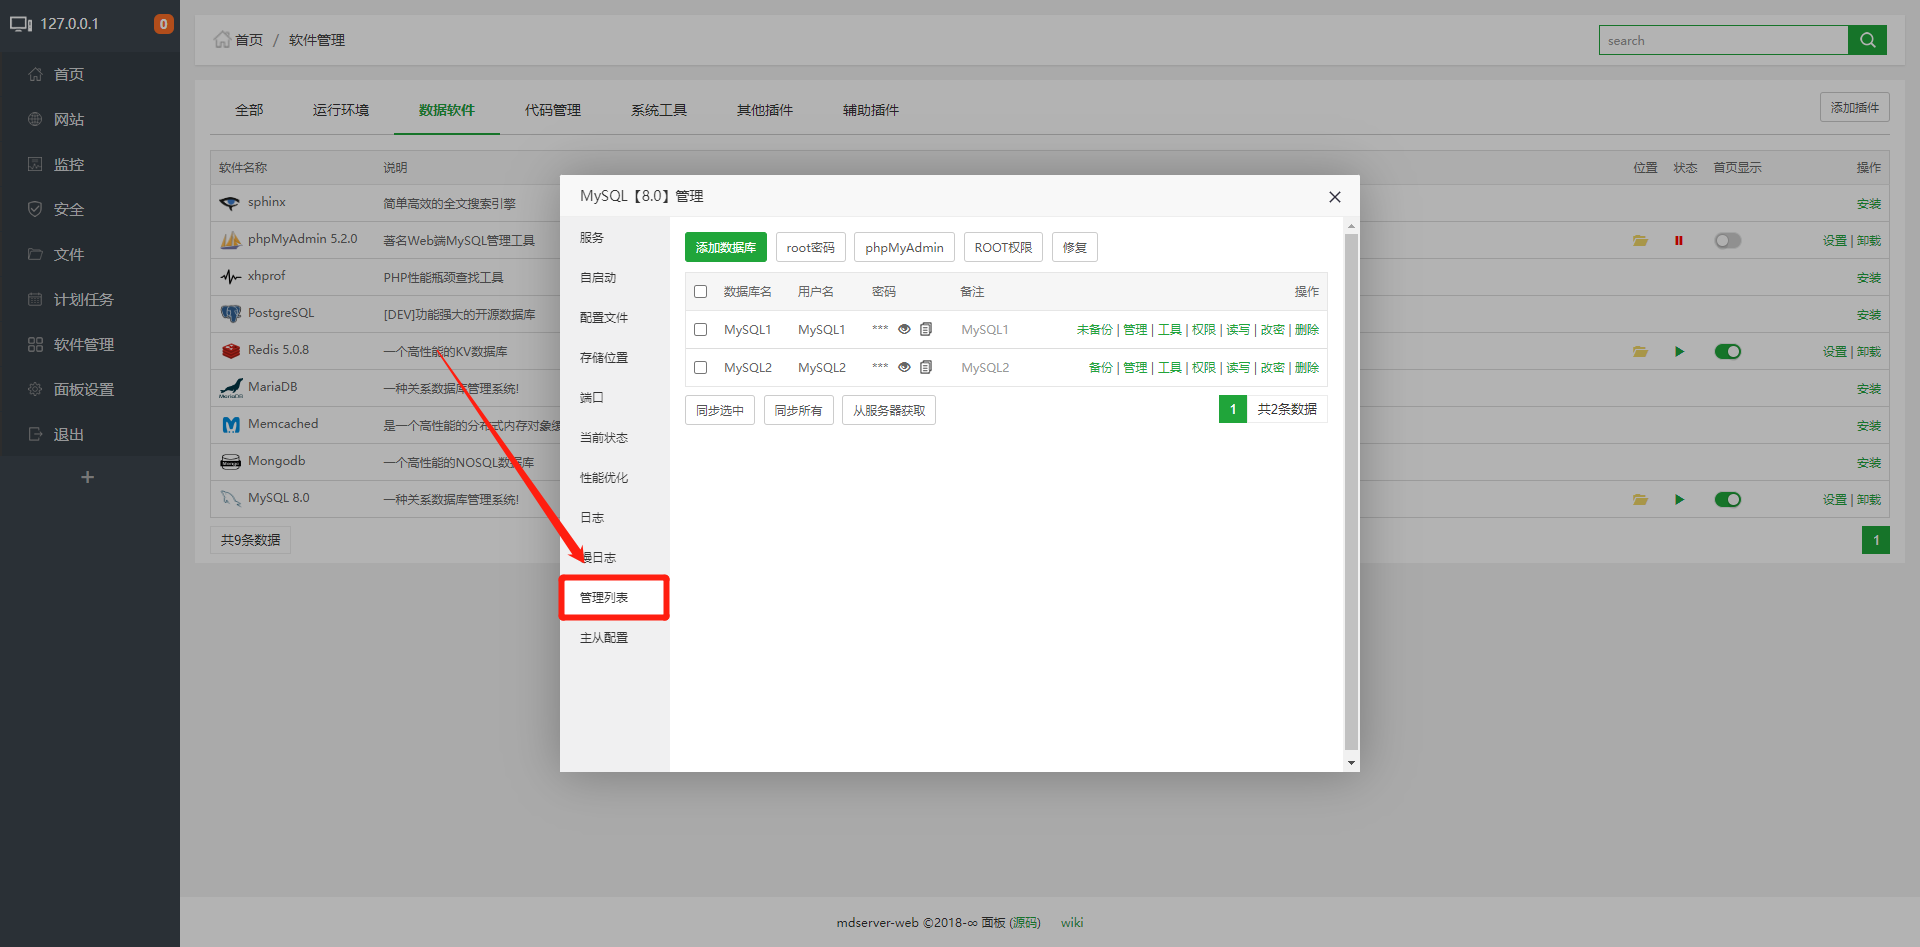 127.0.0.1
0
首页
网站
监控
安全
文件
计划任务
软件管理
面板设置
退出
+
首页 / 软件管理
search
全部 运行环境 数据软件 代码管理 系统工具 其他插件 辅助插件
添加插件
软件名称 说明 位置 状态 首页显示 操作
sphinx 简单高效的全文搜索引擎 安装
phpMyAdmin 5.2.0 著名Web端MySQL管理工具 设置 | 卸载
xhprof PHP性能瓶颈查找工具 安装
PostgreSQL [DEV]功能强大的开源数据库 安装
Redis 5.0.8 一个高性能的KV数据库 设置 | 卸载
MariaDB 一种关系数据库管理系统! 安装
Memcached 是一个高性能的分布式内存对象缓 安装
Mongodb 一个高性能的NOSQL数据库 安装
MySQL 8.0 一种关系数据库管理系统! 设置 | 卸载
共9条数据
1
MySQL【8.0】管理
服务
自启动
配置文件
存储位置
端口
当前状态
性能优化
日志
慢日志
管理列表
主从配置
添加数据库 root密码 phpMyAdmin ROOT权限 修复
数据库名 用户名 密码 备注 操作
MySQL1 MySQL1 *** MySQL1 未备份 | 管理 | 工具 | 权限 | 读写 | 改密 | 删除
MySQL2 MySQL2 *** MySQL2 备份 | 管理 | 工具 | 权限 | 读写 | 改密 | 删除
同步选中 同步所有 从服务器获取
1 共2条数据
mdserver-web ©2018-∞ 面板 (源码) wiki